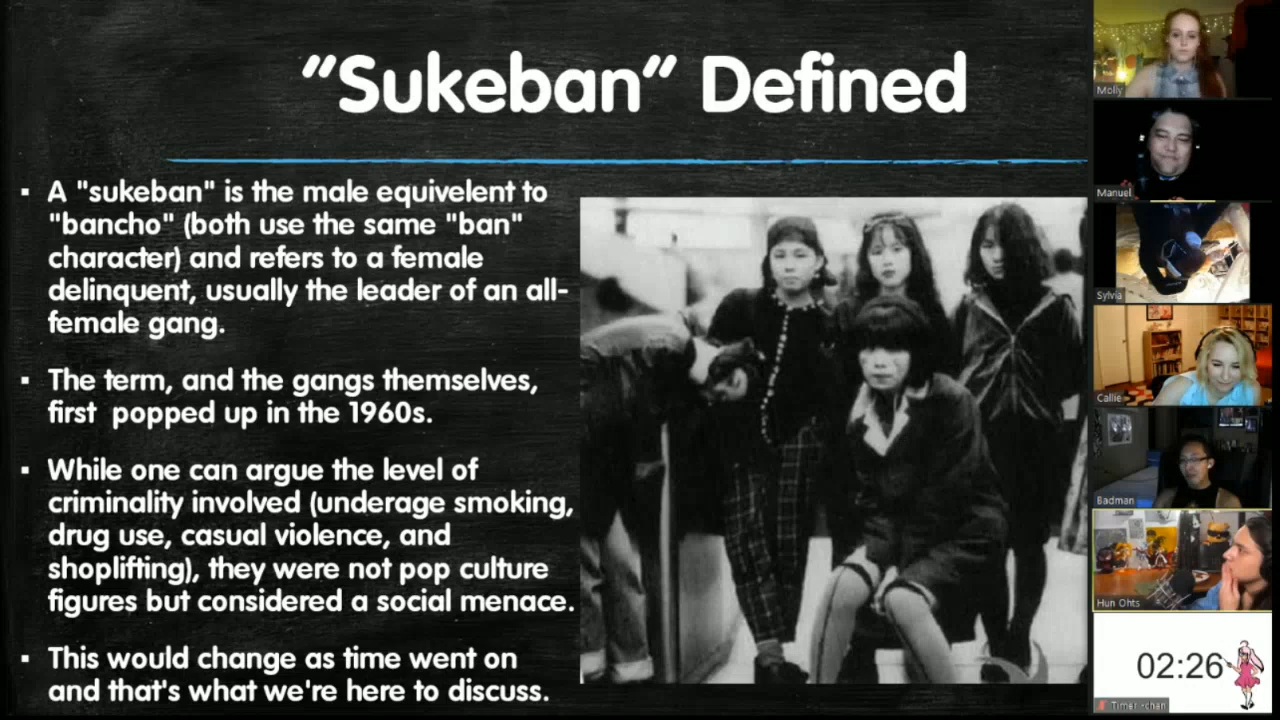 "Sukeban" Defined
▪ A "sukeban" is the male equivelent to
"bancho" (both use the same "ban"
character) and refers to a female
delinquent, usually the leader of an all-
female gang.
▪ The term, and the gangs themselves,
first popped up in the 1960s.
▪ While one can argue the level of
criminality involved (underage smoking,
drug use, casual violence, and
shoplifting), they were not pop culture
figures but considered a social menace.
▪ This would change as time went on
and that's what we're here to discuss.
Molly
Manuel
Sylvia
Callie
Badman
Hun Ohts
02:26
Timer-chan